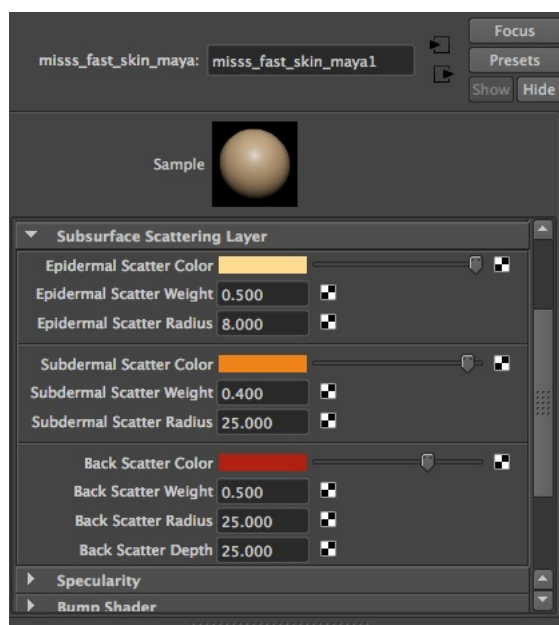 Focus
misss_fast_skin_maya: misss_fast_skin_maya1
Presets
Show Hide
Sample
Subsurface Scattering Layer
Epidermal Scatter Color
Epidermal Scatter Weight 0.500
Epidermal Scatter Radius 8.000
Subdermal Scatter Color
Subdermal Scatter Weight 0.400
Subdermal Scatter Radius 25.000
Back Scatter Color
Back Scatter Weight 0.500
Back Scatter Radius 25.000
Back Scatter Depth 25.000
Specularity
Bump Shader